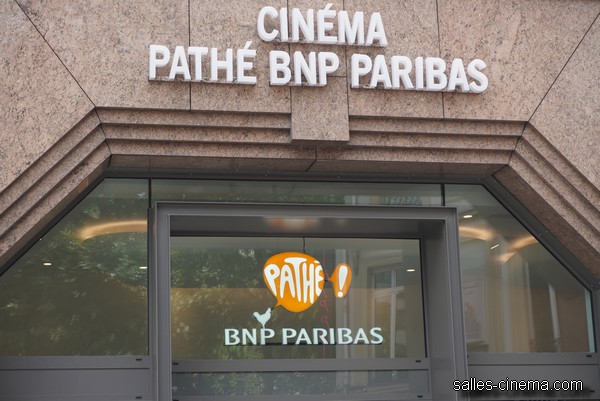 CINÉMA
PATHÉ BNP PARIBAS
PATHE !
BNP PARIBAS
salles-cinema.com